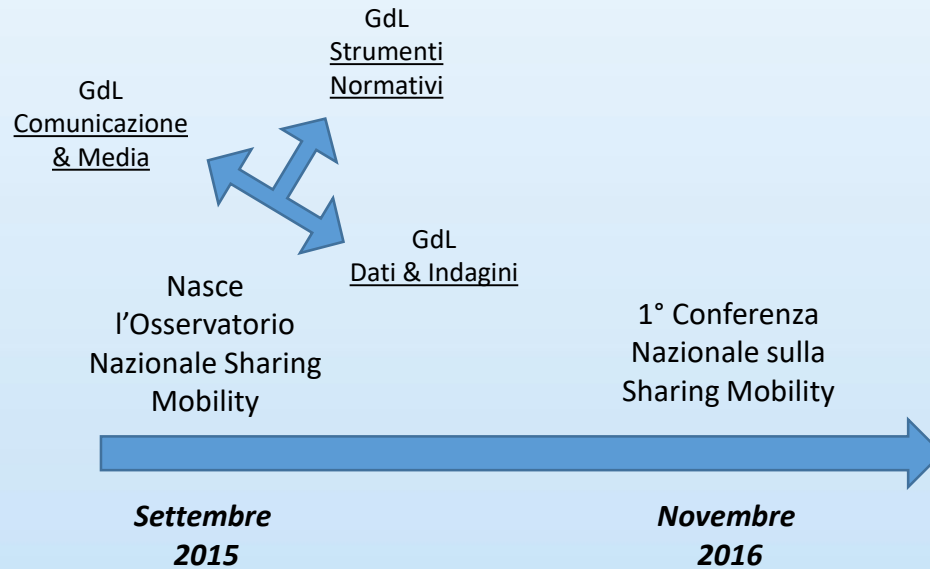 GdL
Strumenti
Normativi
GdL
Comunicazione
& Media
GdL
Dati & Indagini
Nasce
l’Osservatorio
Nazionale Sharing
Mobility
1° Conferenza
Nazionale sulla
Sharing Mobility
Settembre
2015
Novembre
2016